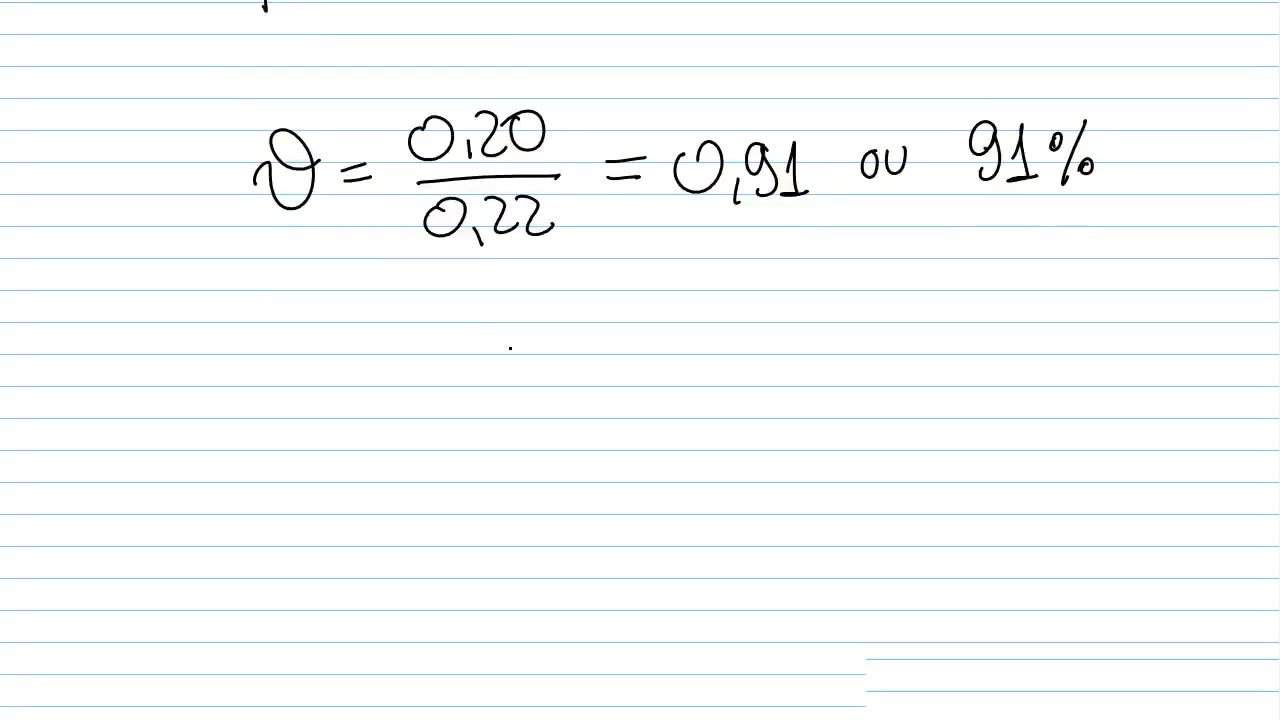 ϑ = 0,20/0,22 = 0,91 ou 91%